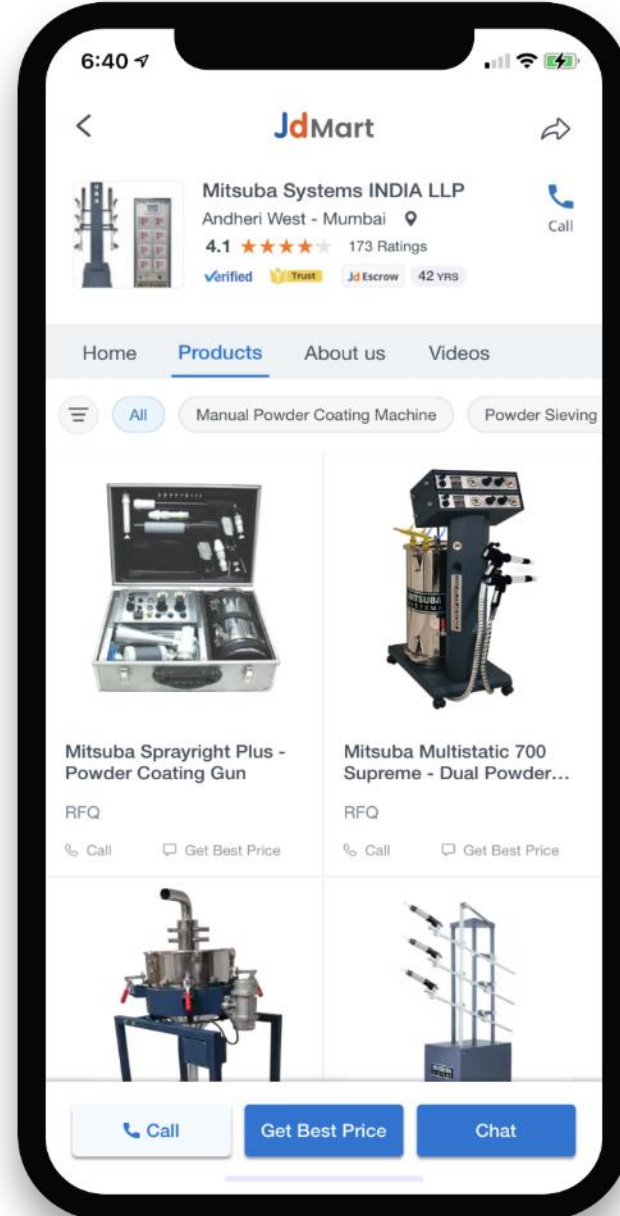 6:40
JdMart
Mitsuba Systems INDIA LLP
Andheri West - Mumbai
Call
4.1 173 Ratings
Verified Trust Jd Escrow 42 YRS
Home Products About us Videos
All Manual Powder Coating Machine Powder Sieving
MITSUBA
SYSTEMS
Mitsuba Sprayright Plus -
Powder Coating Gun
Mitsuba Multistatic 700
Supreme - Dual Powder...
RFQ
RFQ
Call Get Best Price
Call Get Best Price
Call Get Best Price Chat